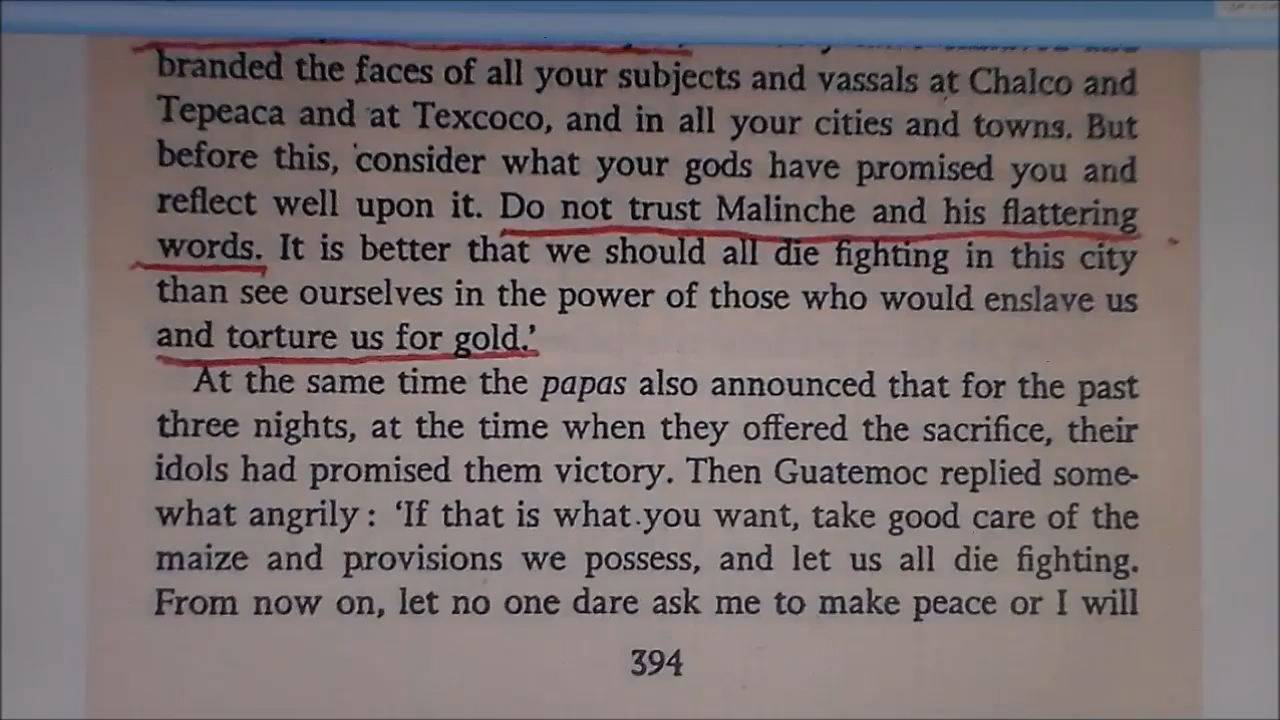 branded the faces of all your subjects and vassals at Chalco and
Tepeaca and at Texcoco, and in all your cities and towns. But
before this, consider what your gods have promised you and
reflect well upon it. Do not trust Malinche and his flattering
words. It is better that we should all die fighting in this city
than see ourselves in the power of those who would enslave us
and torture us for gold.’
At the same time the papas also announced that for the past
three nights, at the time when they offered the sacrifice, their
idols had promised them victory. Then Guatemoc replied some-
what angrily: ‘If that is what you want, take good care of the
maize and provisions we possess, and let us all die fighting.
From now on, let no one dare ask me to make peace or I will
394